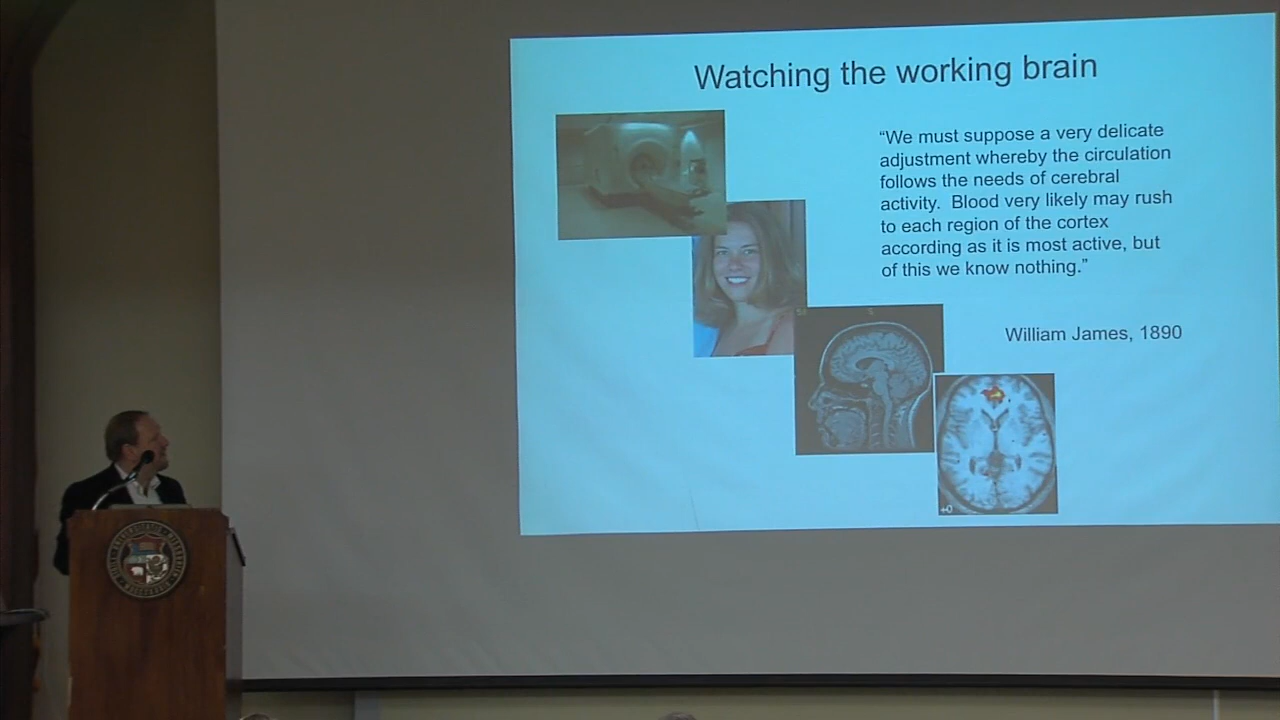 Watching the working brain
“We must suppose a very delicate
adjustment whereby the circulation
follows the needs of cerebral
activity.  Blood very likely may rush
to each region of the cortex
according as it is most active, but
of this we know nothing.”
William James, 1890
+0